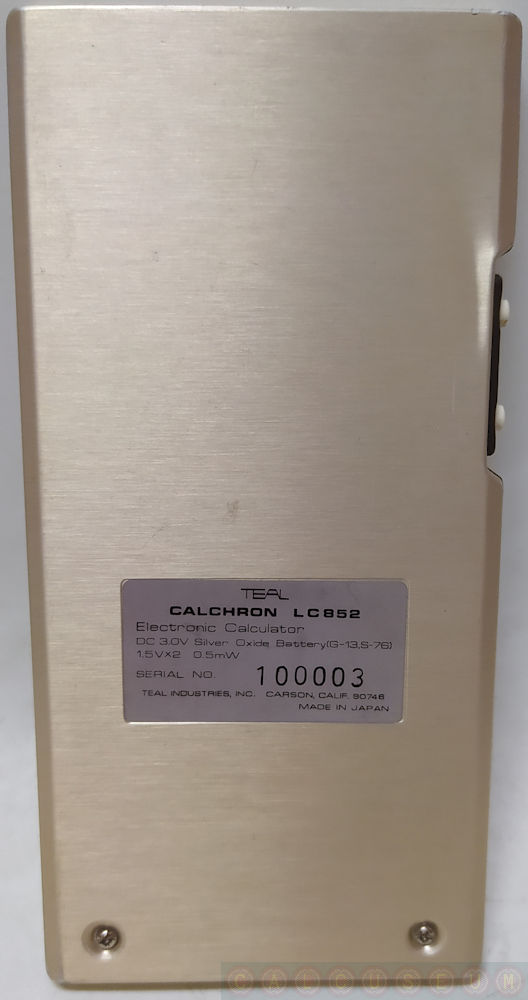 TEAL
CALCHRON LC852
Electronic Calculator
DC 3.0V Silver Oxide Battery(G-13,S-76)
1.5V×2 0.5mW
SERIAL NO. 100003
TEAL INDUSTRIES, INC. CARSON, CALIF. 90746
MADE IN JAPAN
CALCUSEUM